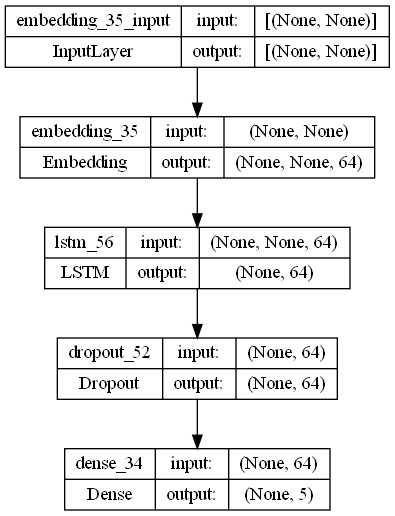 embedding_35_input input: [(None, None)]
InputLayer output: [(None, None)]
embedding_35 input: (None, None)
Embedding output: (None, None, 64)
lstm_56 input: (None, None, 64)
LSTM output: (None, 64)
dropout_52 input: (None, 64)
Dropout output: (None, 64)
dense_34 input: (None, 64)
Dense output: (None, 5)